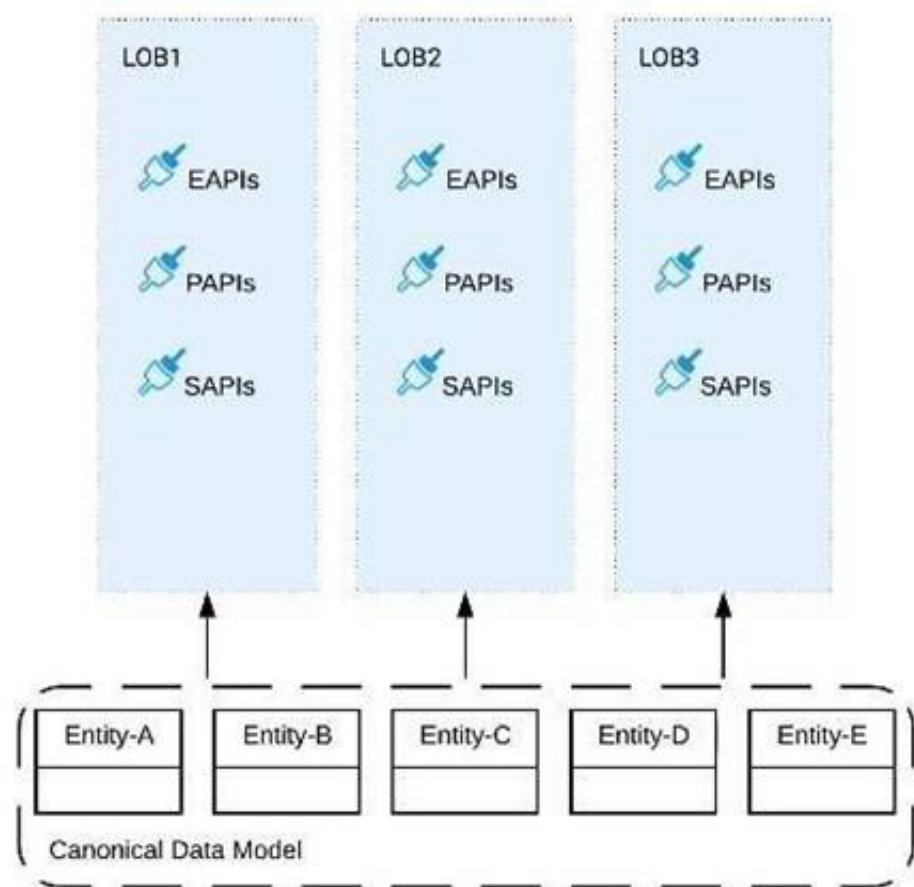 LOB1
LOB2
LOB3
EAPIs
EAPIs
EAPIs
PAPIs
PAPIs
PAPIs
SAPIs
SAPIs
SAPIs
Entity-A
Entity-B
Entity-C
Entity-D
Entity-E
Canonical Data Model